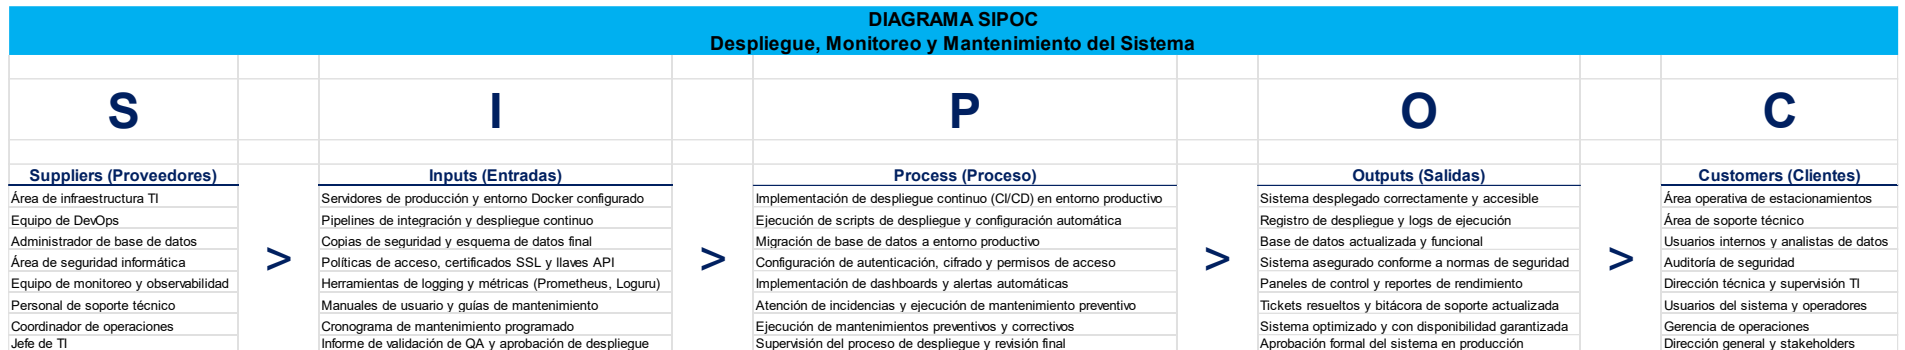 DIAGRAMA SIPOC
Despliegue, Monitoreo y Mantenimiento del Sistema
S I P O C
Suppliers (Proveedores) Inputs (Entradas) Process (Proceso) Outputs (Salidas) Customers (Clientes)
Área de infraestructura TI Servidores de producción y entorno Docker configurado Implementación de despliegue continuo (CI/CD) en entorno productivo Sistema desplegado correctamente y accesible Área operativa de estacionamientos
Equipo de DevOps Pipelines de integración y despliegue continuo Ejecución de scripts de despliegue y configuración automática Registro de despliegue y logs de ejecución Área de soporte técnico
Administrador de base de datos Copias de seguridad y esquema de datos final Migración de base de datos a entorno productivo Base de datos actualizada y funcional Usuarios internos y analistas de datos
Área de seguridad informática > Políticas de acceso, certificados SSL y llaves API > Configuración de autenticación, cifrado y permisos de acceso > Sistema asegurado conforme a normas de seguridad > Auditoría de seguridad
Equipo de monitoreo y observabilidad Herramientas de logging y métricas (Prometheus, Loguru) Implementación de dashboards y alertas automáticas Paneles de control y reportes de rendimiento Dirección técnica y supervisión TI
Personal de soporte técnico Manuales de usuario y guías de mantenimiento Atención de incidencias y ejecución de mantenimiento preventivo Tickets resueltos y bitácora de soporte actualizada Usuarios del sistema y operadores
Coordinador de operaciones Cronograma de mantenimiento programado Ejecución de mantenimientos preventivos y correctivos Sistema optimizado y con disponibilidad garantizada Gerencia de operaciones
Jefe de TI Informe de validación de QA y aprobación de despliegue Supervisión del proceso de despliegue y revisión final Aprobación formal del sistema en producción Dirección general y stakeholders